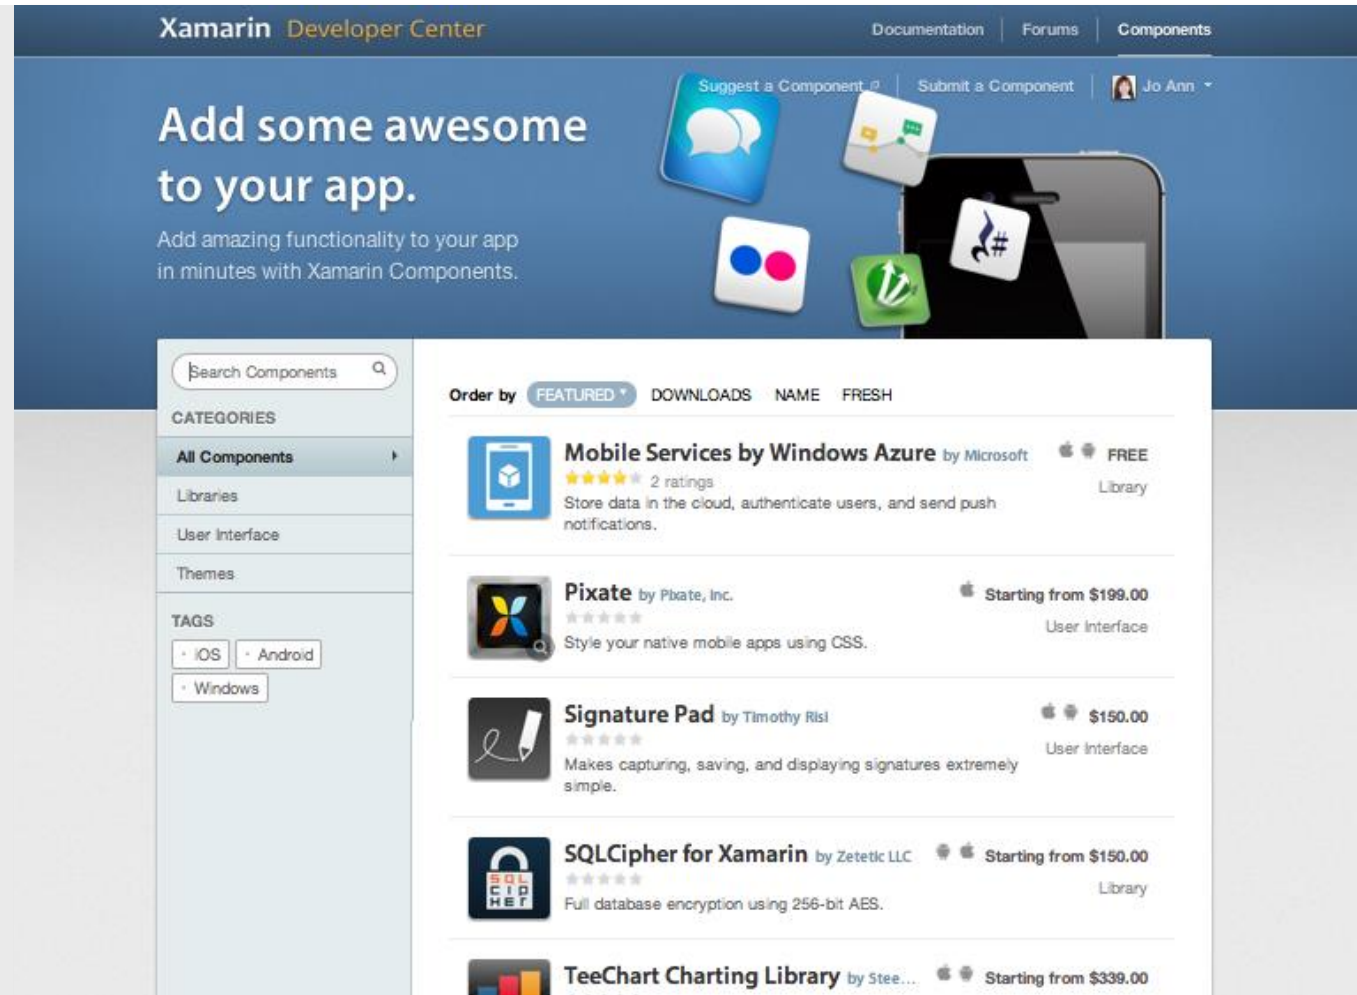 Xamarin Developer Center
Documentation
Forums
Components
Suggest a Component
Submit a Component
Jo Ann
Add some awesome
to your app.
Add amazing functionality to your app
in minutes with Xamarin Components.
Search Components
CATEGORIES
All Components
Libraries
User Interface
Themes
TAGS
iOS
Android
Windows
Order by FEATURED DOWNLOADS NAME FRESH
Mobile Services by Windows Azure by Microsoft FREE
2 ratings
Library
Store data in the cloud, authenticate users, and send push
notifications.
Pixate by Pixate, Inc. Starting from $199.00
User Interface
Style your native mobile apps using CSS.
Signature Pad by Timothy Risi $150.00
User Interface
Makes capturing, saving, and displaying signatures extremely
simple.
SQL
CIP
HER
SQLCipher for Xamarin by Zetetic LLC Starting from $150.00
Library
Full database encryption using 256-bit AES.
TeeChart Charting Library by Stee... Starting from $339.00